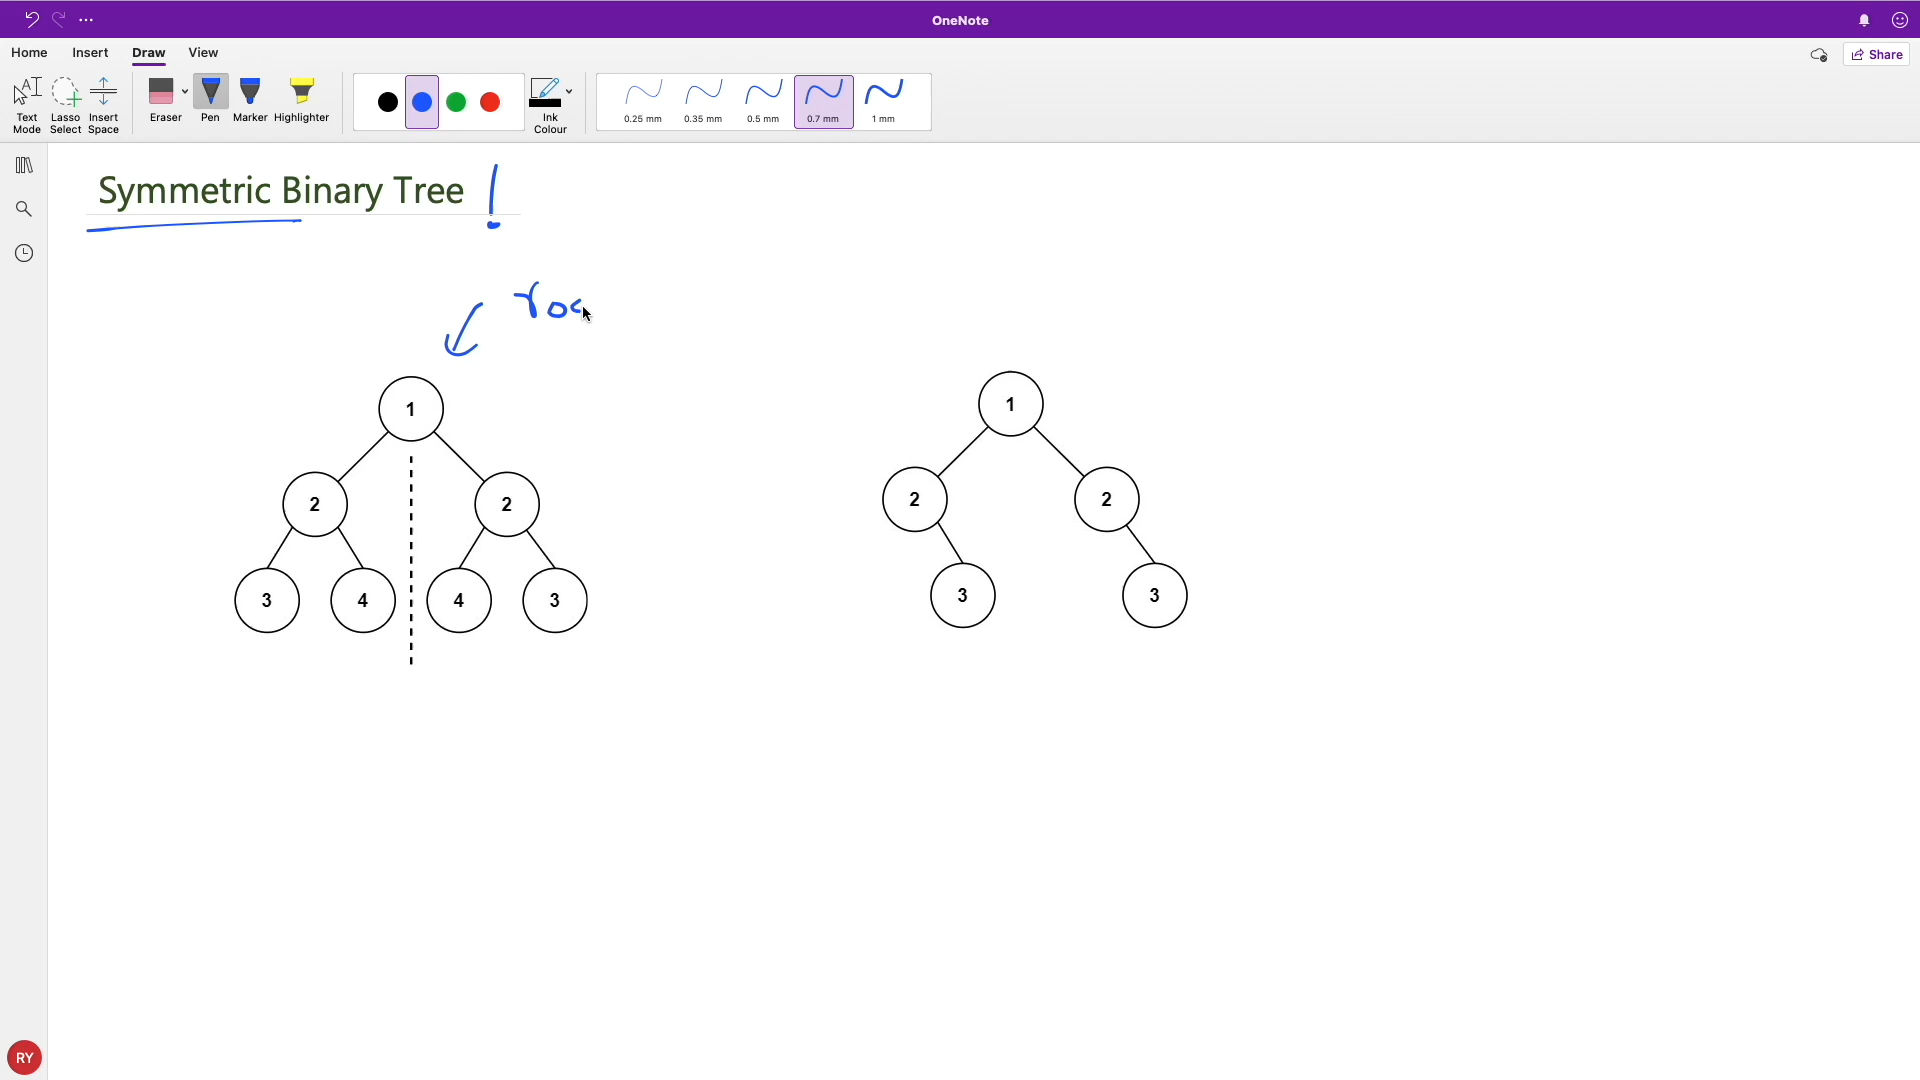 OneNote
Home Insert Draw View
Share
Text Mode
Lasso Select
Insert Space
Eraser
Pen
Marker
Highlighter
Ink Colour
0.25 mm
0.35 mm
0.5 mm
0.7 mm
1 mm
Symmetric Binary Tree !
1
2 2
3 4 4 3
1
2 2
3 3
RY